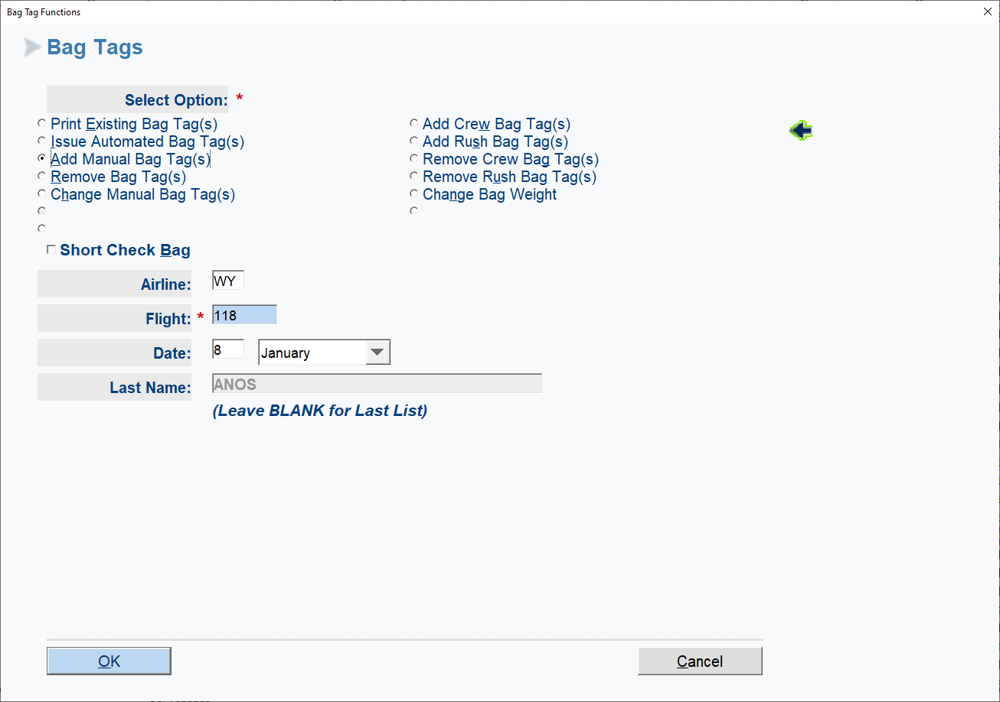 Bag Tag Functions
Bag Tags
Select Option: *
Print Existing Bag Tag(s)
Issue Automated Bag Tag(s)
Add Manual Bag Tag(s)
Remove Bag Tag(s)
Change Manual Bag Tag(s)
Add Crew Bag Tag(s)
Add Rush Bag Tag(s)
Remove Crew Bag Tag(s)
Remove Rush Bag Tag(s)
Change Bag Weight
Short Check Bag
Airline: WY
Flight: * 118
Date: 8 January
Last Name: ANOS
(Leave BLANK for Last List)
OK Cancel